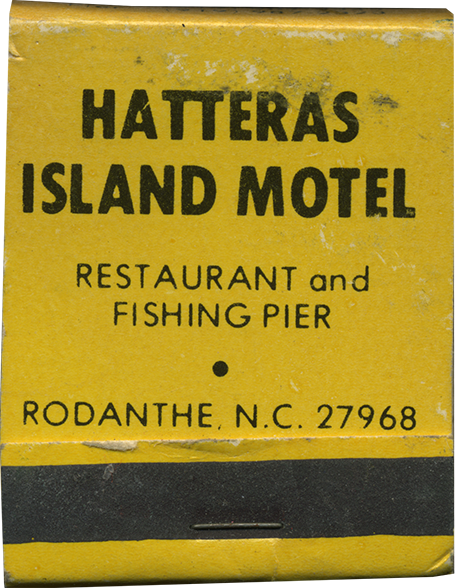 HATTERAS
ISLAND MOTEL
RESTAURANT and
FISHING PIER
•
RODANTHE, N.C. 27968